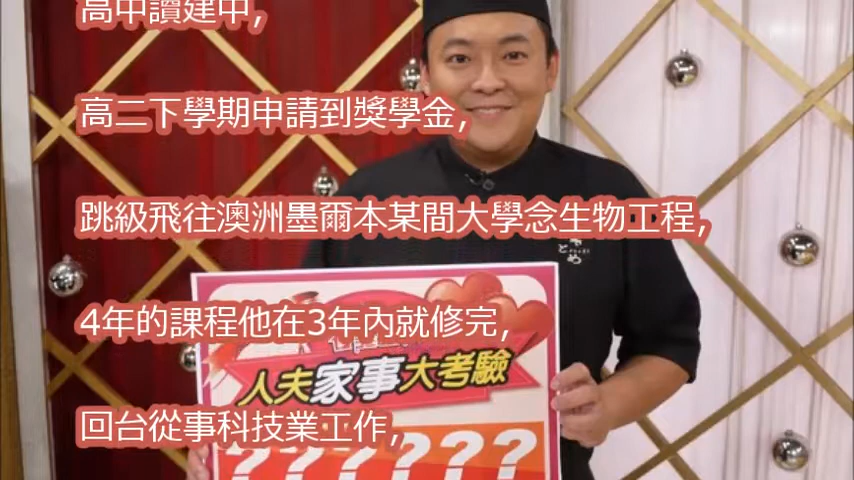 高中讀建中,
高二下學期申請到獎學金,
跳級飛往澳洲墨爾本某間大學念生物工程,
4年的課程他在3年內就修完,
人夫家事大考驗
回台從事科技業工作,
??????